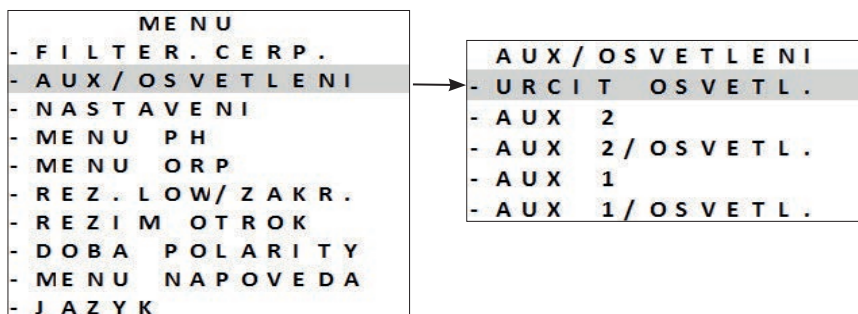 MENU
- FILTER. CERP.
- AUX/OSVETLENI
- NASTAVENI
- MENU PH
- MENU ORP
- REZ. LOW/ZAKR.
- REZIM OTROK
- DOBA POLARITY
- MENU NAPOVEDA
- JAZYK
AUX/OSVETLENI
- URCIT OSVETL.
- AUX 2
- AUX 2/OSVETL.
- AUX 1
- AUX 1/OSVETL.